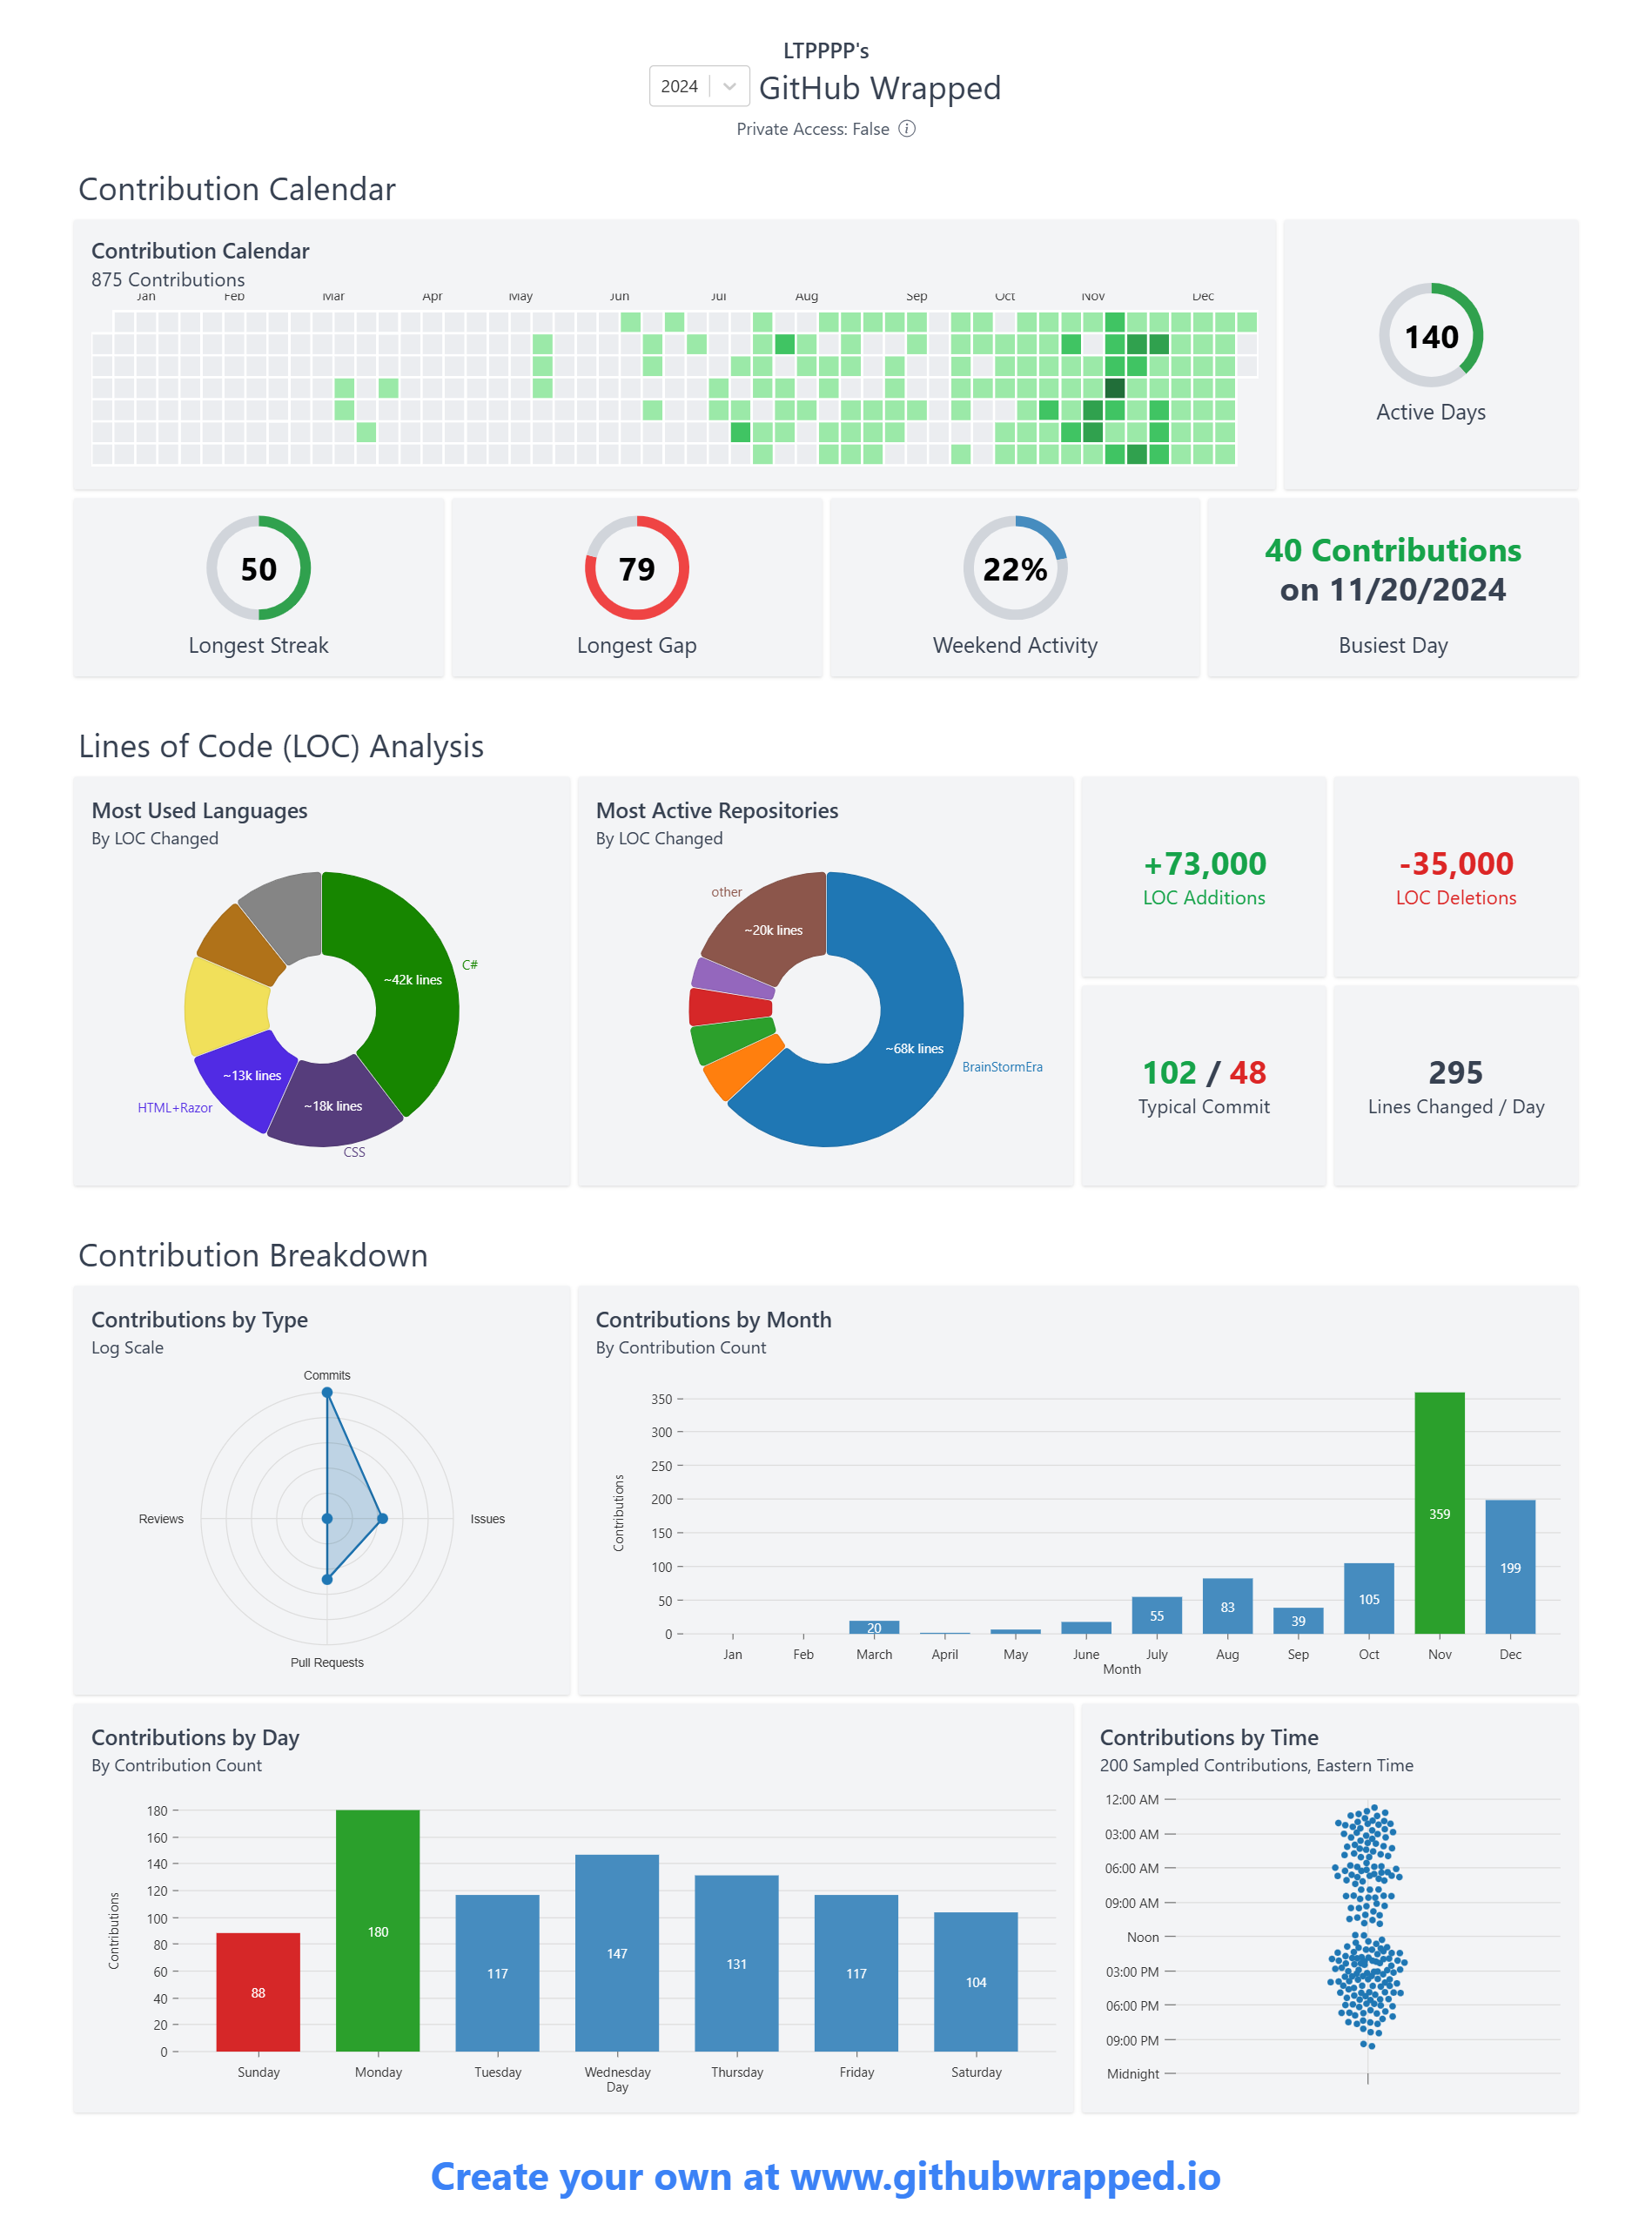 LTPPPP's
2024
GitHub Wrapped
Private Access: False
Contribution Calendar
Contribution Calendar
875 Contributions
Jan Feb Mar Apr May Jun Jul Aug Sep Oct Nov Dec
140
Active Days
50
Longest Streak
79
Longest Gap
22%
Weekend Activity
40 Contributions
on 11/20/2024
Busiest Day
Lines of Code (LOC) Analysis
Most Used Languages
By LOC Changed
C#
~42k lines
~13k lines
HTML+Razor
~18k lines
CSS
Most Active Repositories
By LOC Changed
other
~20k lines
~68k lines
BrainStormEra
+73,000
LOC Additions
-35,000
LOC Deletions
102 / 48
Typical Commit
295
Lines Changed / Day
Contribution Breakdown
Contributions by Type
Log Scale
Commits
Reviews
Issues
Pull Requests
Contributions by Month
By Contribution Count
350
300
250
200
150
100
50
0
Contributions
20
55
83
39
105
359
199
Jan Feb March April May June July Aug Sep Oct Nov Dec
Month
Contributions by Day
By Contribution Count
180
160
140
120
100
80
60
40
20
0
Contributions
88
180
117
147
131
117
104
Sunday Monday Tuesday Wednesday Thursday Friday Saturday
Day
Contributions by Time
200 Sampled Contributions, Eastern Time
12:00 AM
03:00 AM
06:00 AM
09:00 AM
Noon
03:00 PM
06:00 PM
09:00 PM
Midnight
Create your own at www.githubwrapped.io